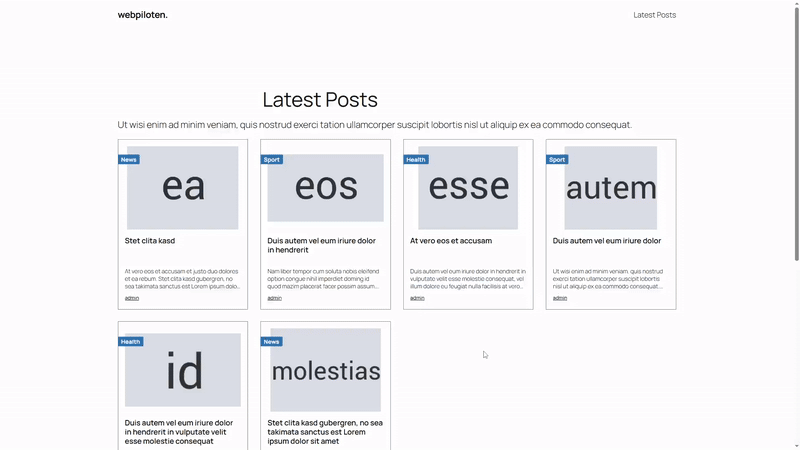 webpiloten.
Latest Posts
Latest Posts
Ut wisi enim ad minim veniam, quis nostrud exerci tation ullamcorper suscipit lobortis nisl ut aliquip ex ea commodo consequat.
News
ea
Stet clita kasd
At vero eos et accusam et justo duo dolores
et ea rebum. Stet clita kasd gubergren, no
sea takimata sanctus est Lorem ipsum dolo...
admin
Sport
eos
Duis autem vel eum iriure dolor
in hendrerit
Nam liber tempor cum soluta nobis eleifend
option congue nihil imperdiet doming id
quod mazim placerat facer possim assum...
admin
Health
esse
At vero eos et accusam
Duis autem vel eum iriure dolor in hendrerit in
vulputate velit esse molestie consequat, vel
illum dolore eu feugiat nulla facilisis at vero...
admin
Sport
autem
Duis autem vel eum iriure dolor
Ut wisi enim ad minim veniam, quis nostrud
exerci tation ullamcorper suscipit lobortis
nisl ut aliquip ex ea commodo consequat....
admin
Health
id
Duis autem vel eum iriure dolor
in hendrerit in vulputate velit
esse molestie consequat
News
molestias
Stet clita kasd gubergren, no sea
takimata sanctus est Lorem
ipsum dolor sit amet